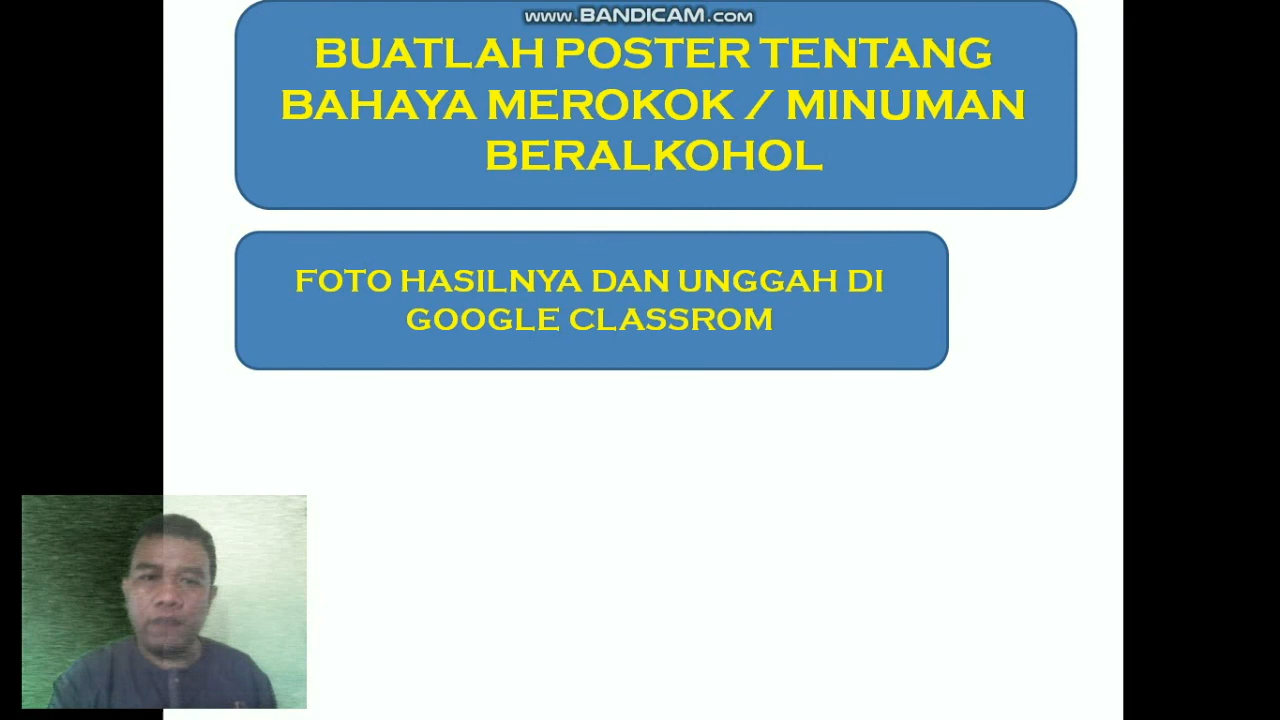 www.BANDICAM.com
BUATLAH POSTER TENTANG
BAHAYA MEROKOK / MINUMAN
BERALKOHOL
FOTO HASILNYA DAN UNGGAH DI
GOOGLE CLASSROM